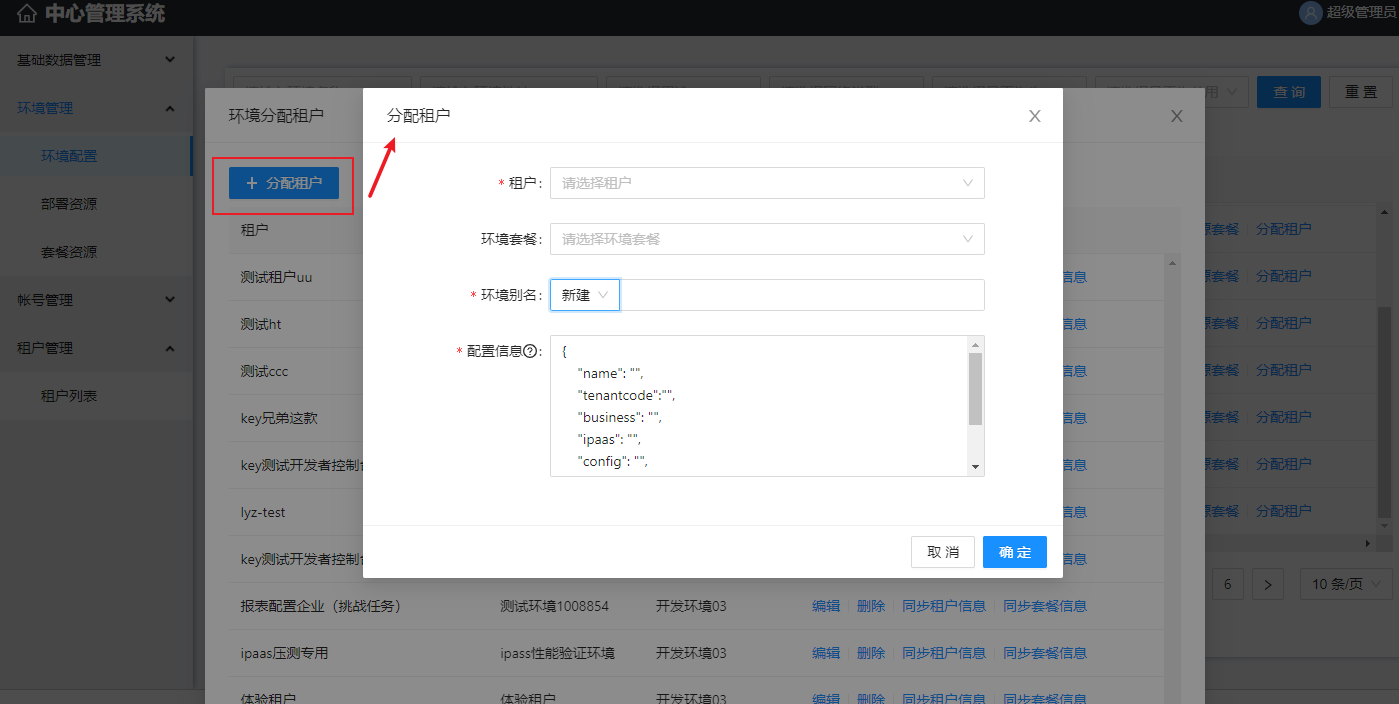 中心管理系统
超级管理员
基础数据管理
环境管理
环境配置
部署资源
套餐资源
帐号管理
租户管理
租户列表
查 询
重 置
环境分配租户
+ 分配租户
租户
测试租户uu
测试ht
测试ccc
key兄弟这款
key测试开发者控制台
lyz-test
key测试开发者控制台
报表配置企业（挑战任务） 测试环境1008854 开发环境03 编辑 删除 同步租户信息 同步套餐信息
ipaas压测专用 ipass性能验证环境 开发环境03 编辑 删除 同步租户信息 同步套餐信息
体验租户 体验租户 开发环境03 编辑 删除 同步租户信息 同步套餐信息
分配租户
* 租户: 请选择租户
环境套餐: 请选择环境套餐
* 环境别名: 新建
* 配置信息?: {
"name": "",
"tenantcode":"",
"business": "",
"ipaas": "",
"config": "",
取 消
确 定
信息
信息
信息
信息
信息
信息
信息
套餐 分配租户
套餐 分配租户
套餐 分配租户
套餐 分配租户
套餐 分配租户
套餐 分配租户
套餐 分配租户
6 > 10 条/页